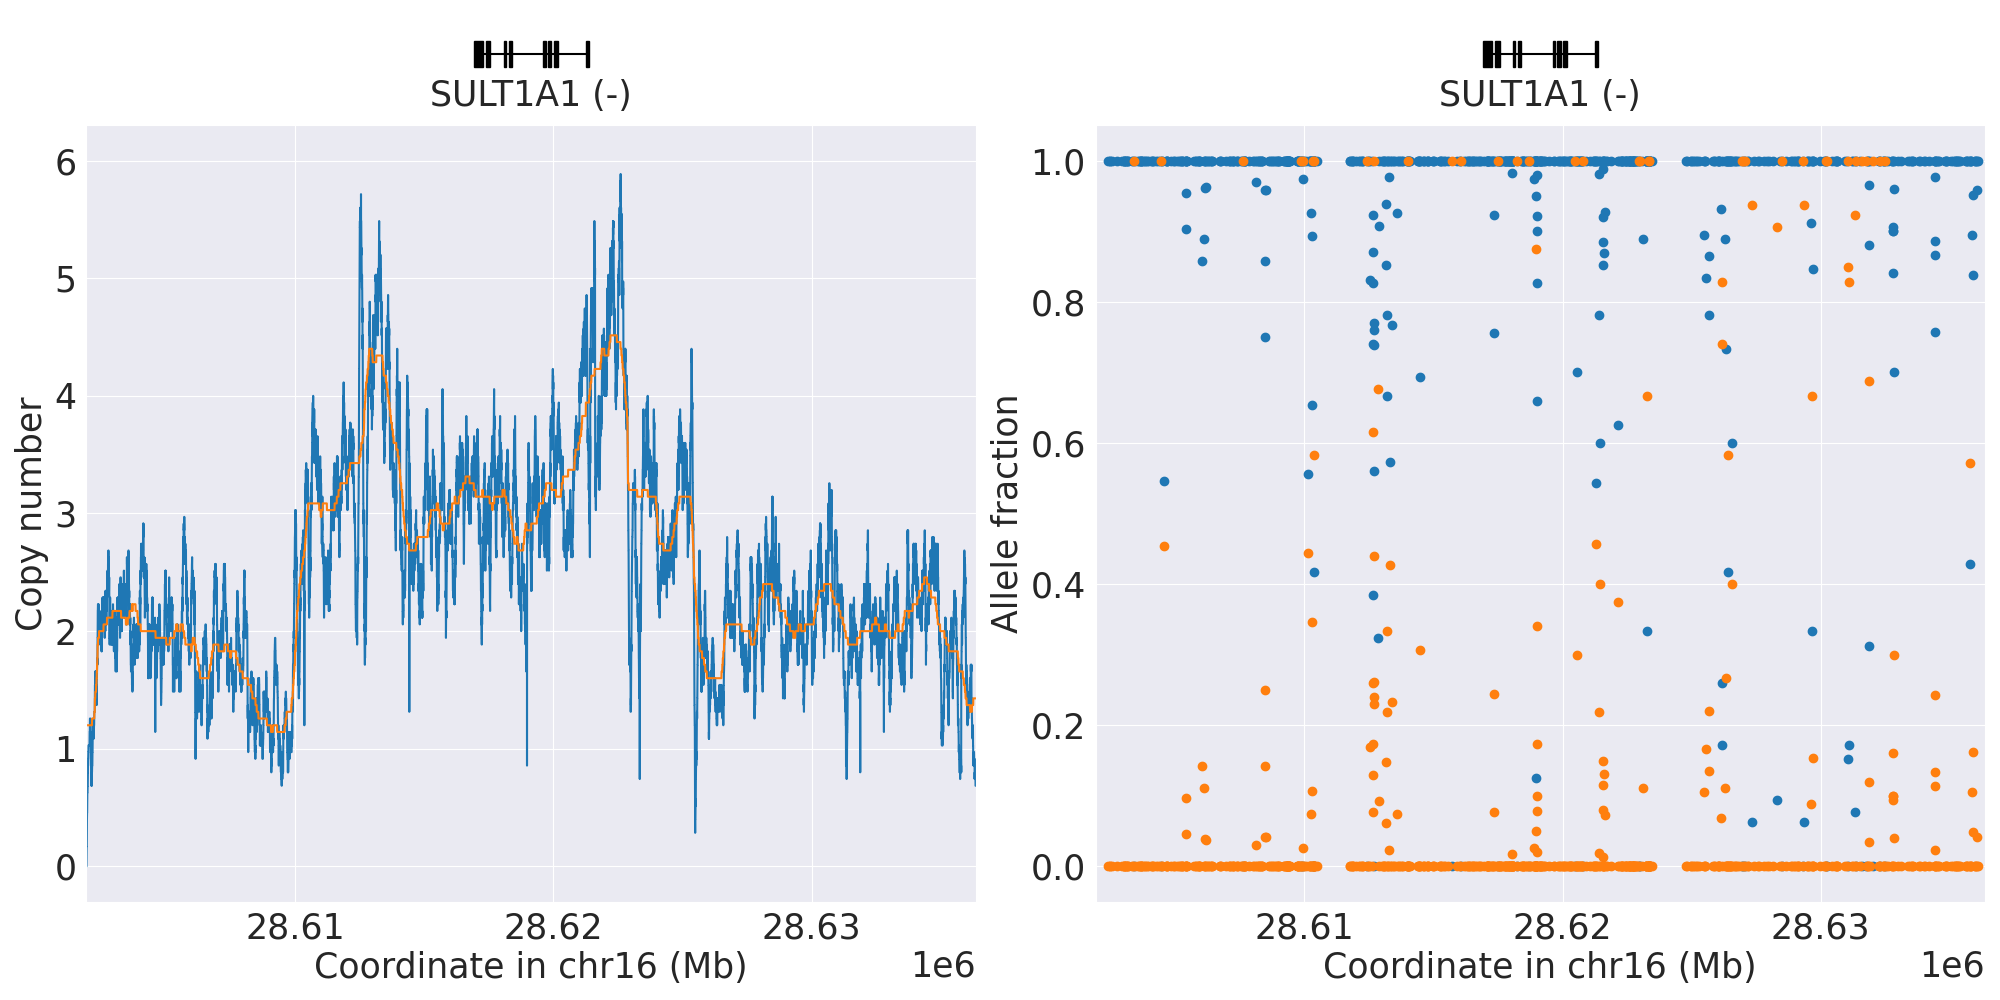 SULT1A1 (-)
6
5
4
3
2
1
0
Copy number
28.61
28.62
28.63
Coordinate in chr16 (Mb)
1e6
SULT1A1 (-)
1.0
0.8
0.6
0.4
0.2
0.0
Allele fraction
28.61
28.62
28.63
Coordinate in chr16 (Mb)
1e6